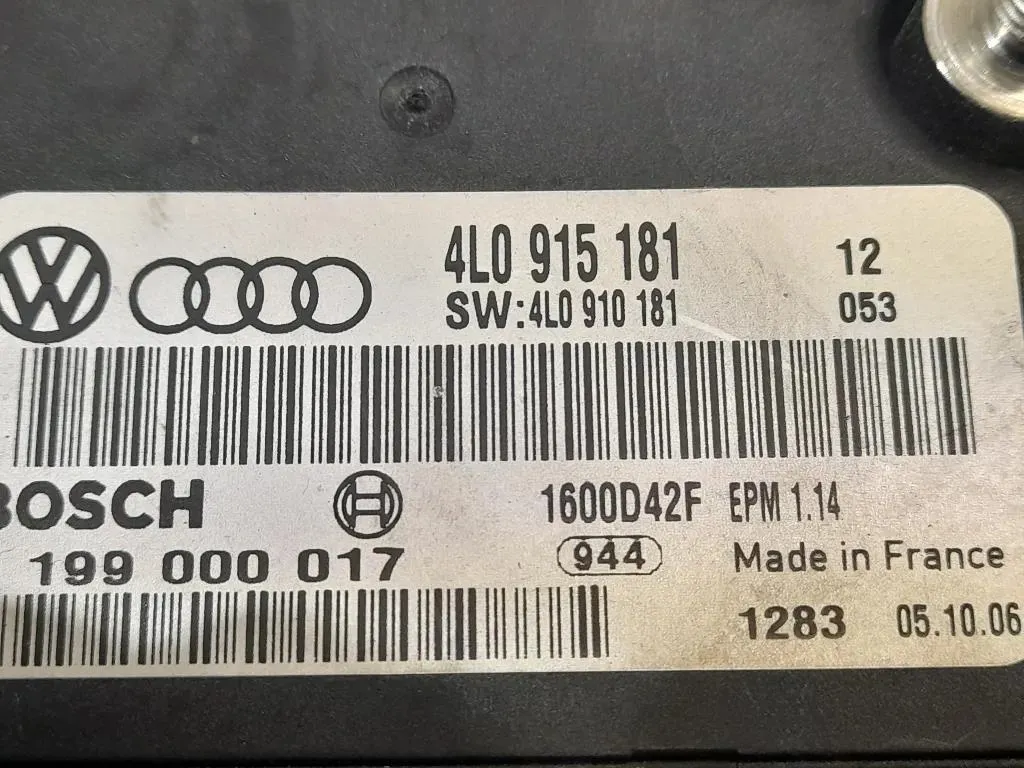 4L0 915 181 12
SW:4L0 910 181 053
BOSCH 1600D42F EPM 1.14
199 000 017 944 Made in France
1283 05.10.06